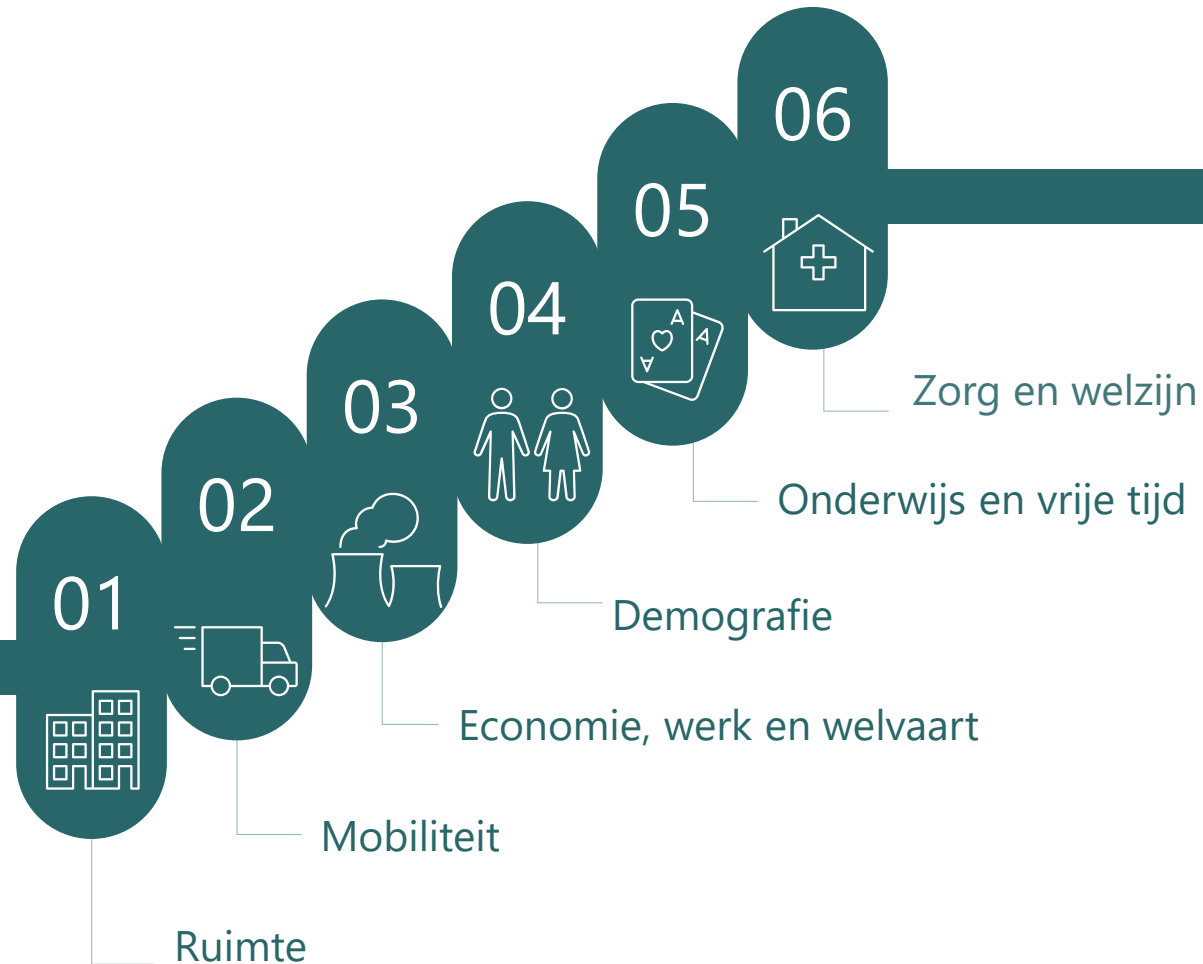 01
Ruimte
02
Mobiliteit
03
Economie, werk en welvaart
04
Demografie
05
A
A
A
Onderwijs en vrije tijd
06
Zorg en welzijn